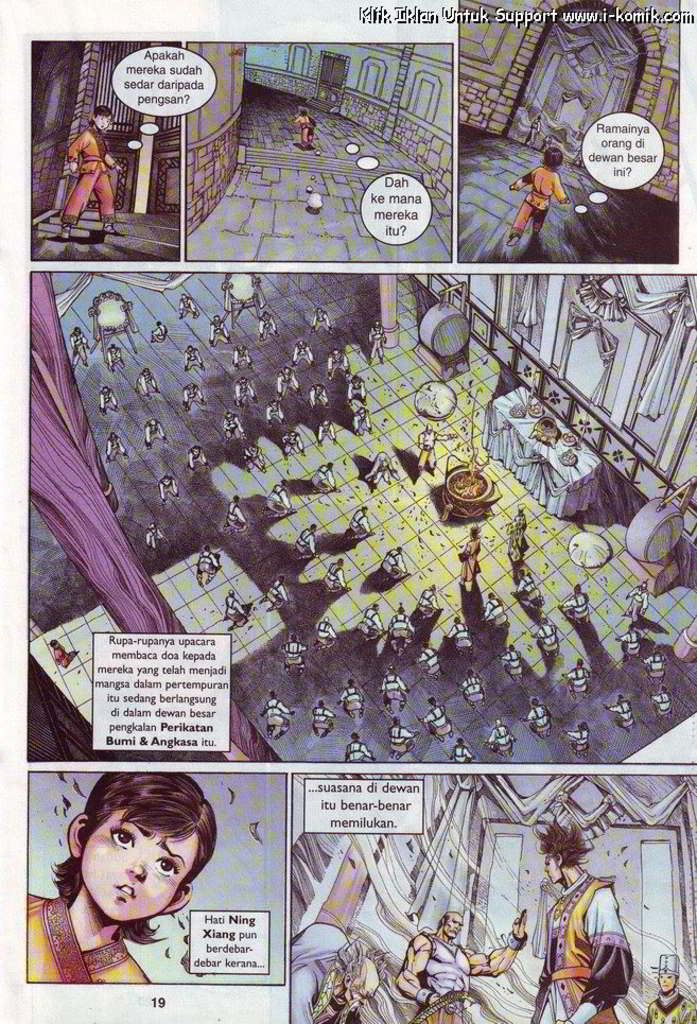 Klik Iklan Untuk Support www.i-komik.com
Apakah
mereka sudah
sedar daripada
pengsan?
Dah
ke mana
mereka
itu?
Ramainya
orang di
dewan besar
ini?
Rupa-rupanya upacara
membaca doa kepada
mereka yang telah menjadi
mangsa dalam pertempuran
itu sedang berlangsung
di dalam dewan besar
pengkalan Perikatan
Bumi & Angkasa itu.
Hati Ning
Xiang pun
berdebar-
debar kerana...
...suasana di dewan
itu benar-benar
memilukan.
19